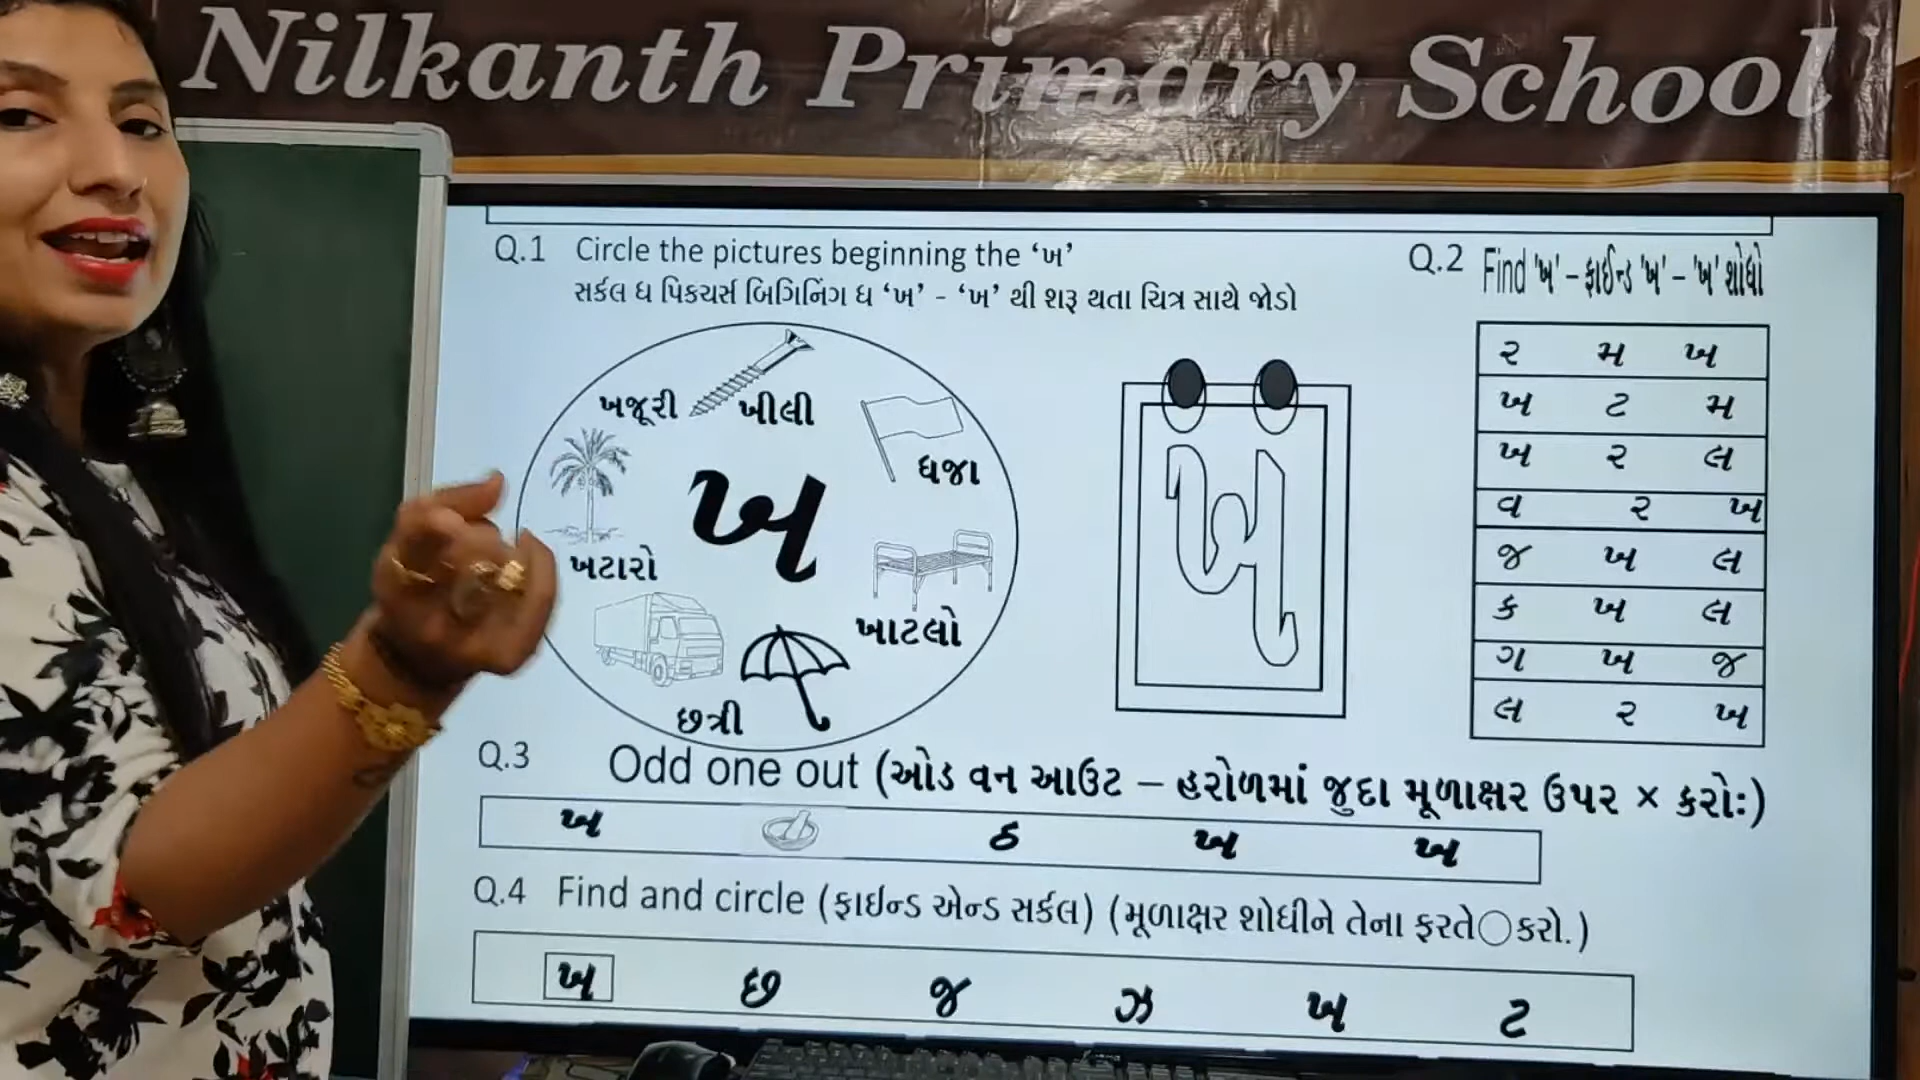 Nilkanth Primary School
Q.1 Circle the pictures beginning the ‘ખ’
સર્કલ ધ પિકચર્સ બિગિનિંગ ધ ‘ખ’ - ‘ખ’ થી શરૂ થતા ચિત્ર સાથે જોડો
ખજૂરી ખીલી
ધજા
ખ
ખટારો
ખાટલો
છત્રી
ખ
Q.2 Find 'ખ' – ફાઈન્ડ 'ખ' – 'ખ' શોધો
ર મ ખ
ખ ટ મ
ખ ર લ
વ ર ખ
જ ખ લ
ક ખ લ
ગ ખ જ
લ ર ખ
Q.3 Odd one out (ઓડ વન આઉટ – હરોળમાં જુદા મૂળાક્ષર ઉપર × કરોઃ)
ખ ઠ ખ ખ
Q.4 Find and circle (ફાઈન્ડ એન્ડ સર્કલ) (મૂળાક્ષર શોધીને તેના ફરતે○કરો.)
ખ છ જ ઝ ખ ટ